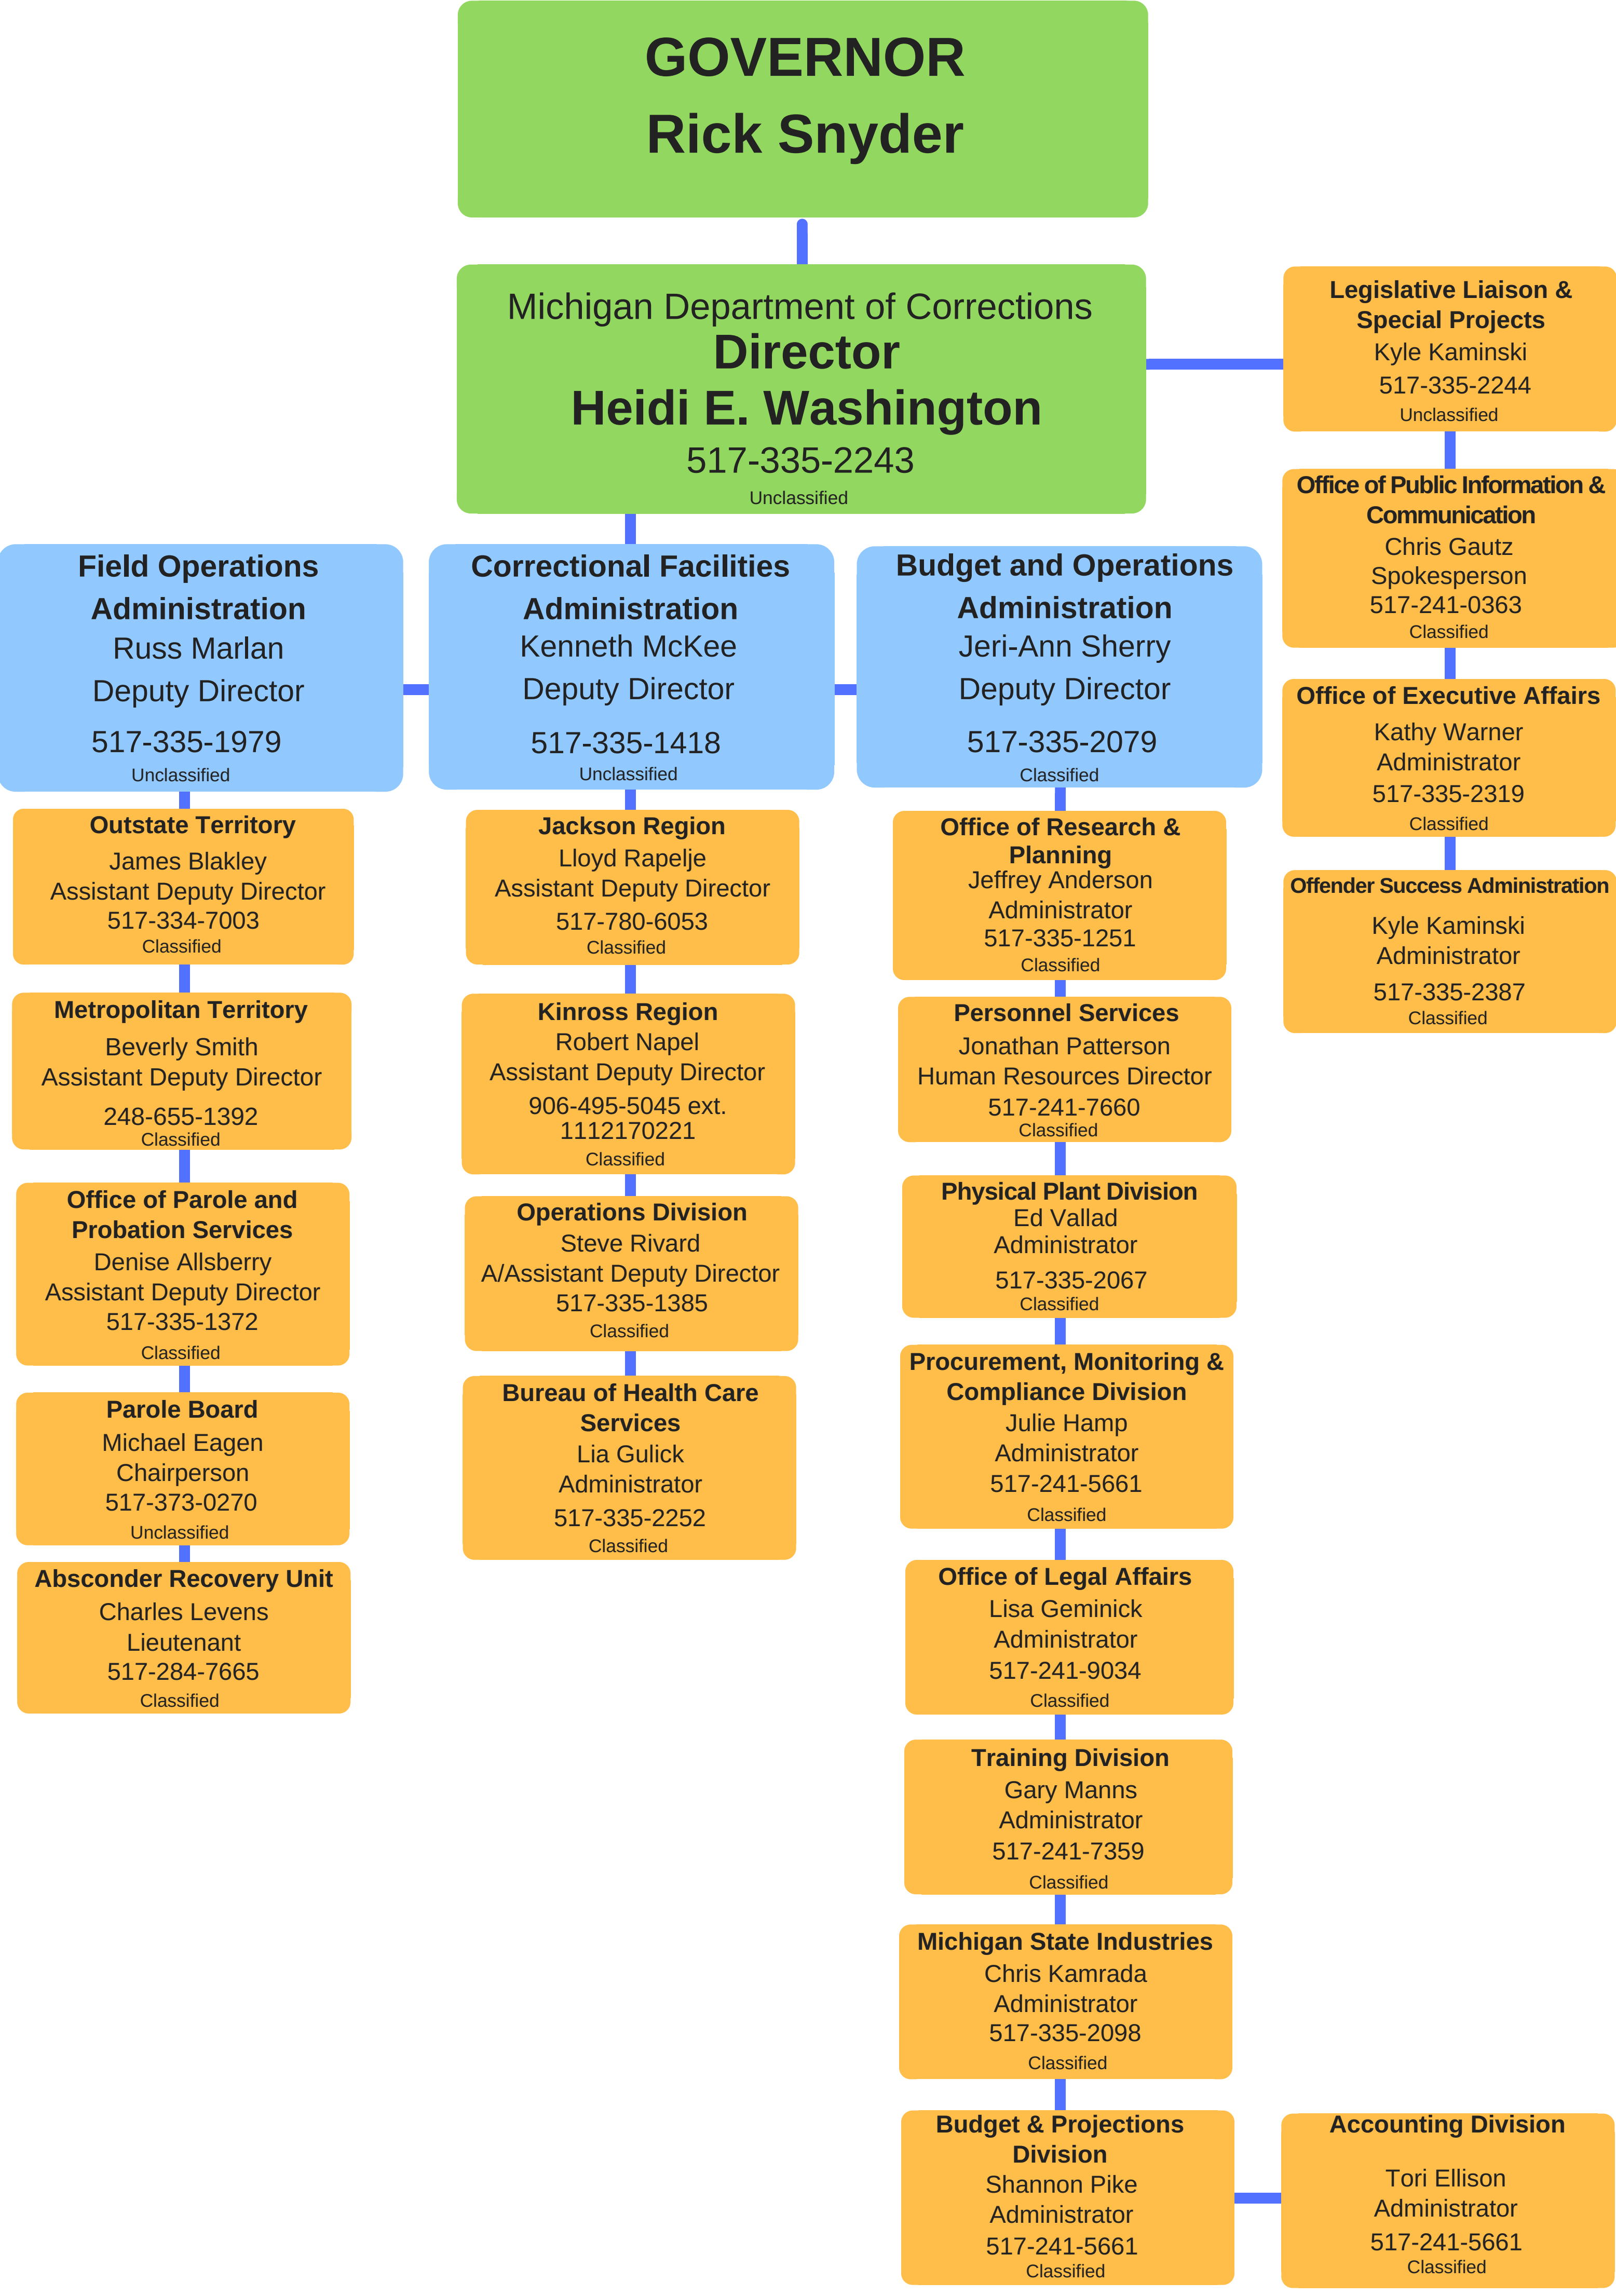 GOVERNOR
Rick Snyder
Michigan Department of Corrections
Director
Heidi E. Washington
517-335-2243
Unclassified
Legislative Liaison &
Special Projects
Kyle Kaminski
517-335-2244
Unclassified
Office of Public Information &
Communication
Chris Gautz
Spokesperson
517-241-0363
Classified
Office of Executive Affairs
Kathy Warner
Administrator
517-335-2319
Classified
Offender Success Administration
Kyle Kaminski
Administrator
517-335-2387
Classified
Field Operations
Administration
Russ Marlan
Deputy Director
517-335-1979
Unclassified
Outstate Territory
James Blakley
Assistant Deputy Director
517-334-7003
Classified
Metropolitan Territory
Beverly Smith
Assistant Deputy Director
248-655-1392
Classified
Office of Parole and
Probation Services
Denise Allsberry
Assistant Deputy Director
517-335-1372
Classified
Parole Board
Michael Eagen
Chairperson
517-373-0270
Unclassified
Absconder Recovery Unit
Charles Levens
Lieutenant
517-284-7665
Classified
Correctional Facilities
Administration
Kenneth McKee
Deputy Director
517-335-1418
Unclassified
Jackson Region
Lloyd Rapelje
Assistant Deputy Director
517-780-6053
Classified
Kinross Region
Robert Napel
Assistant Deputy Director
906-495-5045 ext.
1112170221
Classified
Operations Division
Steve Rivard
A/Assistant Deputy Director
517-335-1385
Classified
Bureau of Health Care
Services
Lia Gulick
Administrator
517-335-2252
Classified
Budget and Operations
Administration
Jeri-Ann Sherry
Deputy Director
517-335-2079
Classified
Office of Research &
Planning
Jeffrey Anderson
Administrator
517-335-1251
Classified
Personnel Services
Jonathan Patterson
Human Resources Director
517-241-7660
Classified
Physical Plant Division
Ed Vallad
Administrator
517-335-2067
Classified
Procurement, Monitoring &
Compliance Division
Julie Hamp
Administrator
517-241-5661
Classified
Office of Legal Affairs
Lisa Geminick
Administrator
517-241-9034
Classified
Training Division
Gary Manns
Administrator
517-241-7359
Classified
Michigan State Industries
Chris Kamrada
Administrator
517-335-2098
Classified
Budget & Projections
Division
Shannon Pike
Administrator
517-241-5661
Classified
Accounting Division
Tori Ellison
Administrator
517-241-5661
Classified